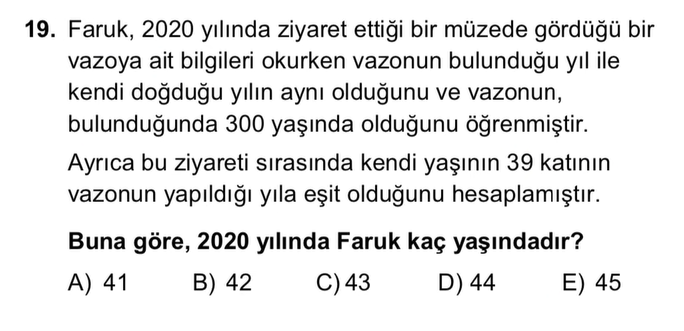 19. Faruk, 2020 yılında ziyaret ettiği bir müzede gördüğü bir
vazoya ait bilgileri okurken vazonun bulunduğu yıl ile
kendi doğduğu yılın aynı olduğunu ve vazonun,
bulunduğunda 300 yaşında olduğunu öğrenmiştir.
Ayrıca bu ziyareti sırasında kendi yaşının 39 katının
vazonun yapıldığı yıla eşit olduğunu hesaplamıştır.
Buna göre, 2020 yılında Faruk kaç yaşındadır?
A) 41 B) 42 C) 43 D) 44 E) 45